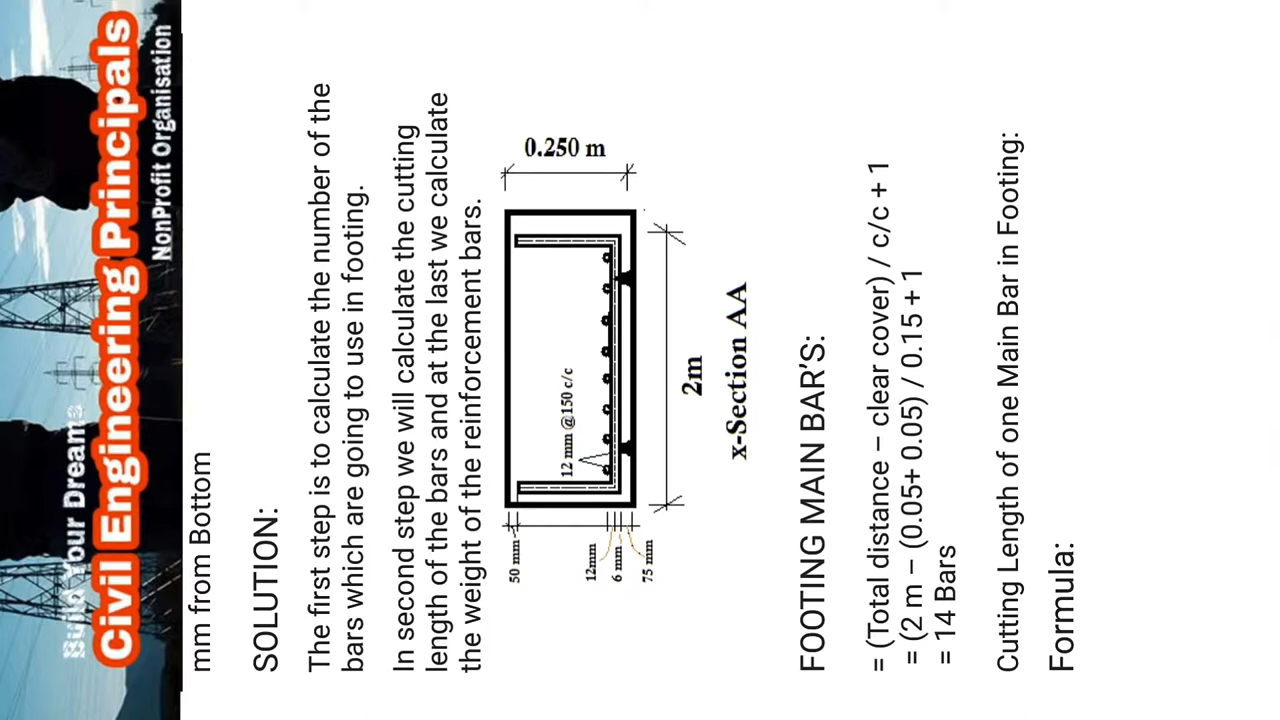 Build Your Dreams
Civil Engineering Principals
NonProfit Organisation
mm from Bottom
SOLUTION:
The first step is to calculate the number of the
bars which are going to use in footing.
In second step we will calculate the cutting
length of the bars and at the last we calculate
the weight of the reinforcement bars.
0.250 m
12 mm @150 c/c
50 mm
12mm
6 mm
75 mm
2m
x-Section AA
FOOTING MAIN BAR'S:
= (Total distance – clear cover) / c/c + 1
= (2 m – (0.05+ 0.05) / 0.15 + 1
= 14 Bars
Cutting Length of one Main Bar in Footing:
Formula: